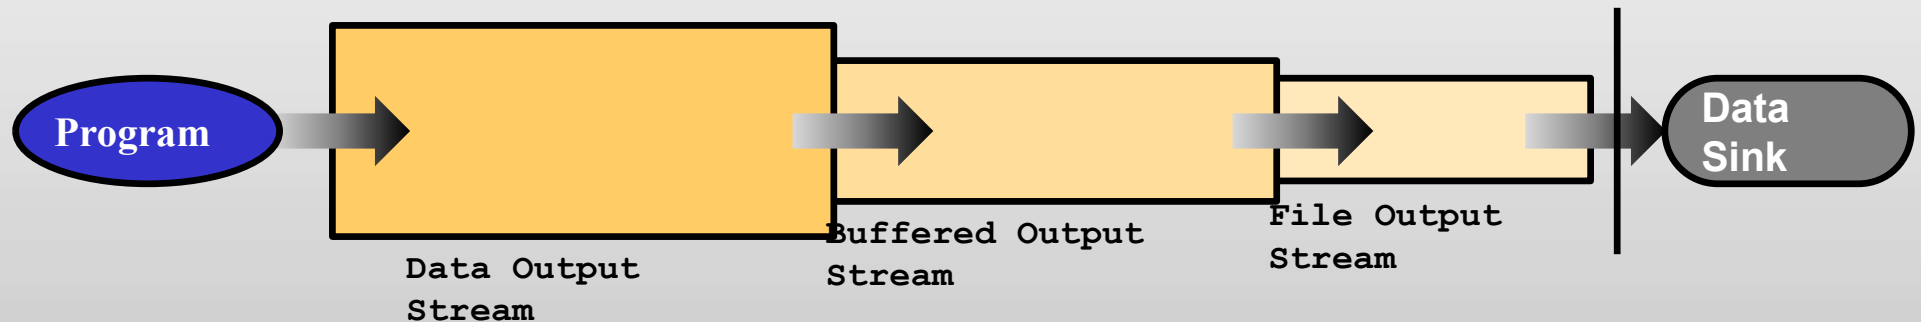 Program
Data Output
Stream
Buffered Output
Stream
File Output
Stream
Data
Sink